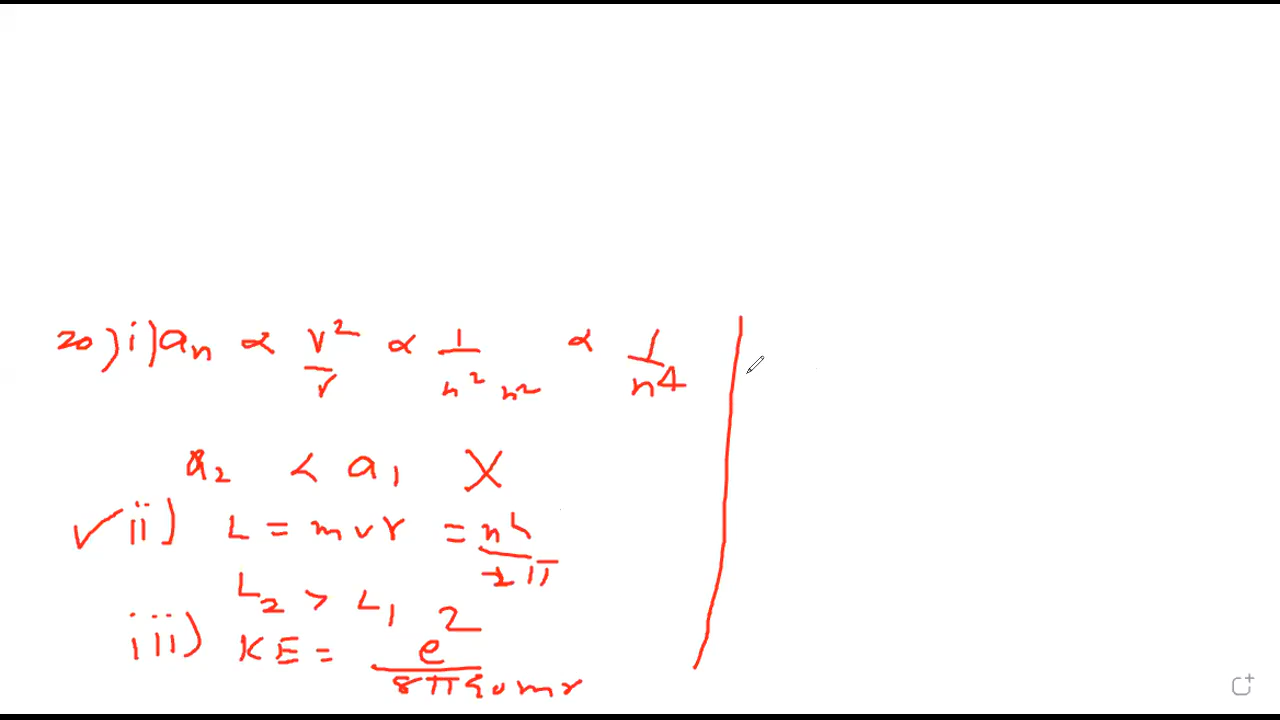 20) i) aₙ ∝ v²/r ∝ 1/n² n² ∝ 1/n⁴
a₂ < a₁ X
✓ ii) L = mvr = nh/2π
L₂ > L₁
iii) KE = e²/8πε₀mr